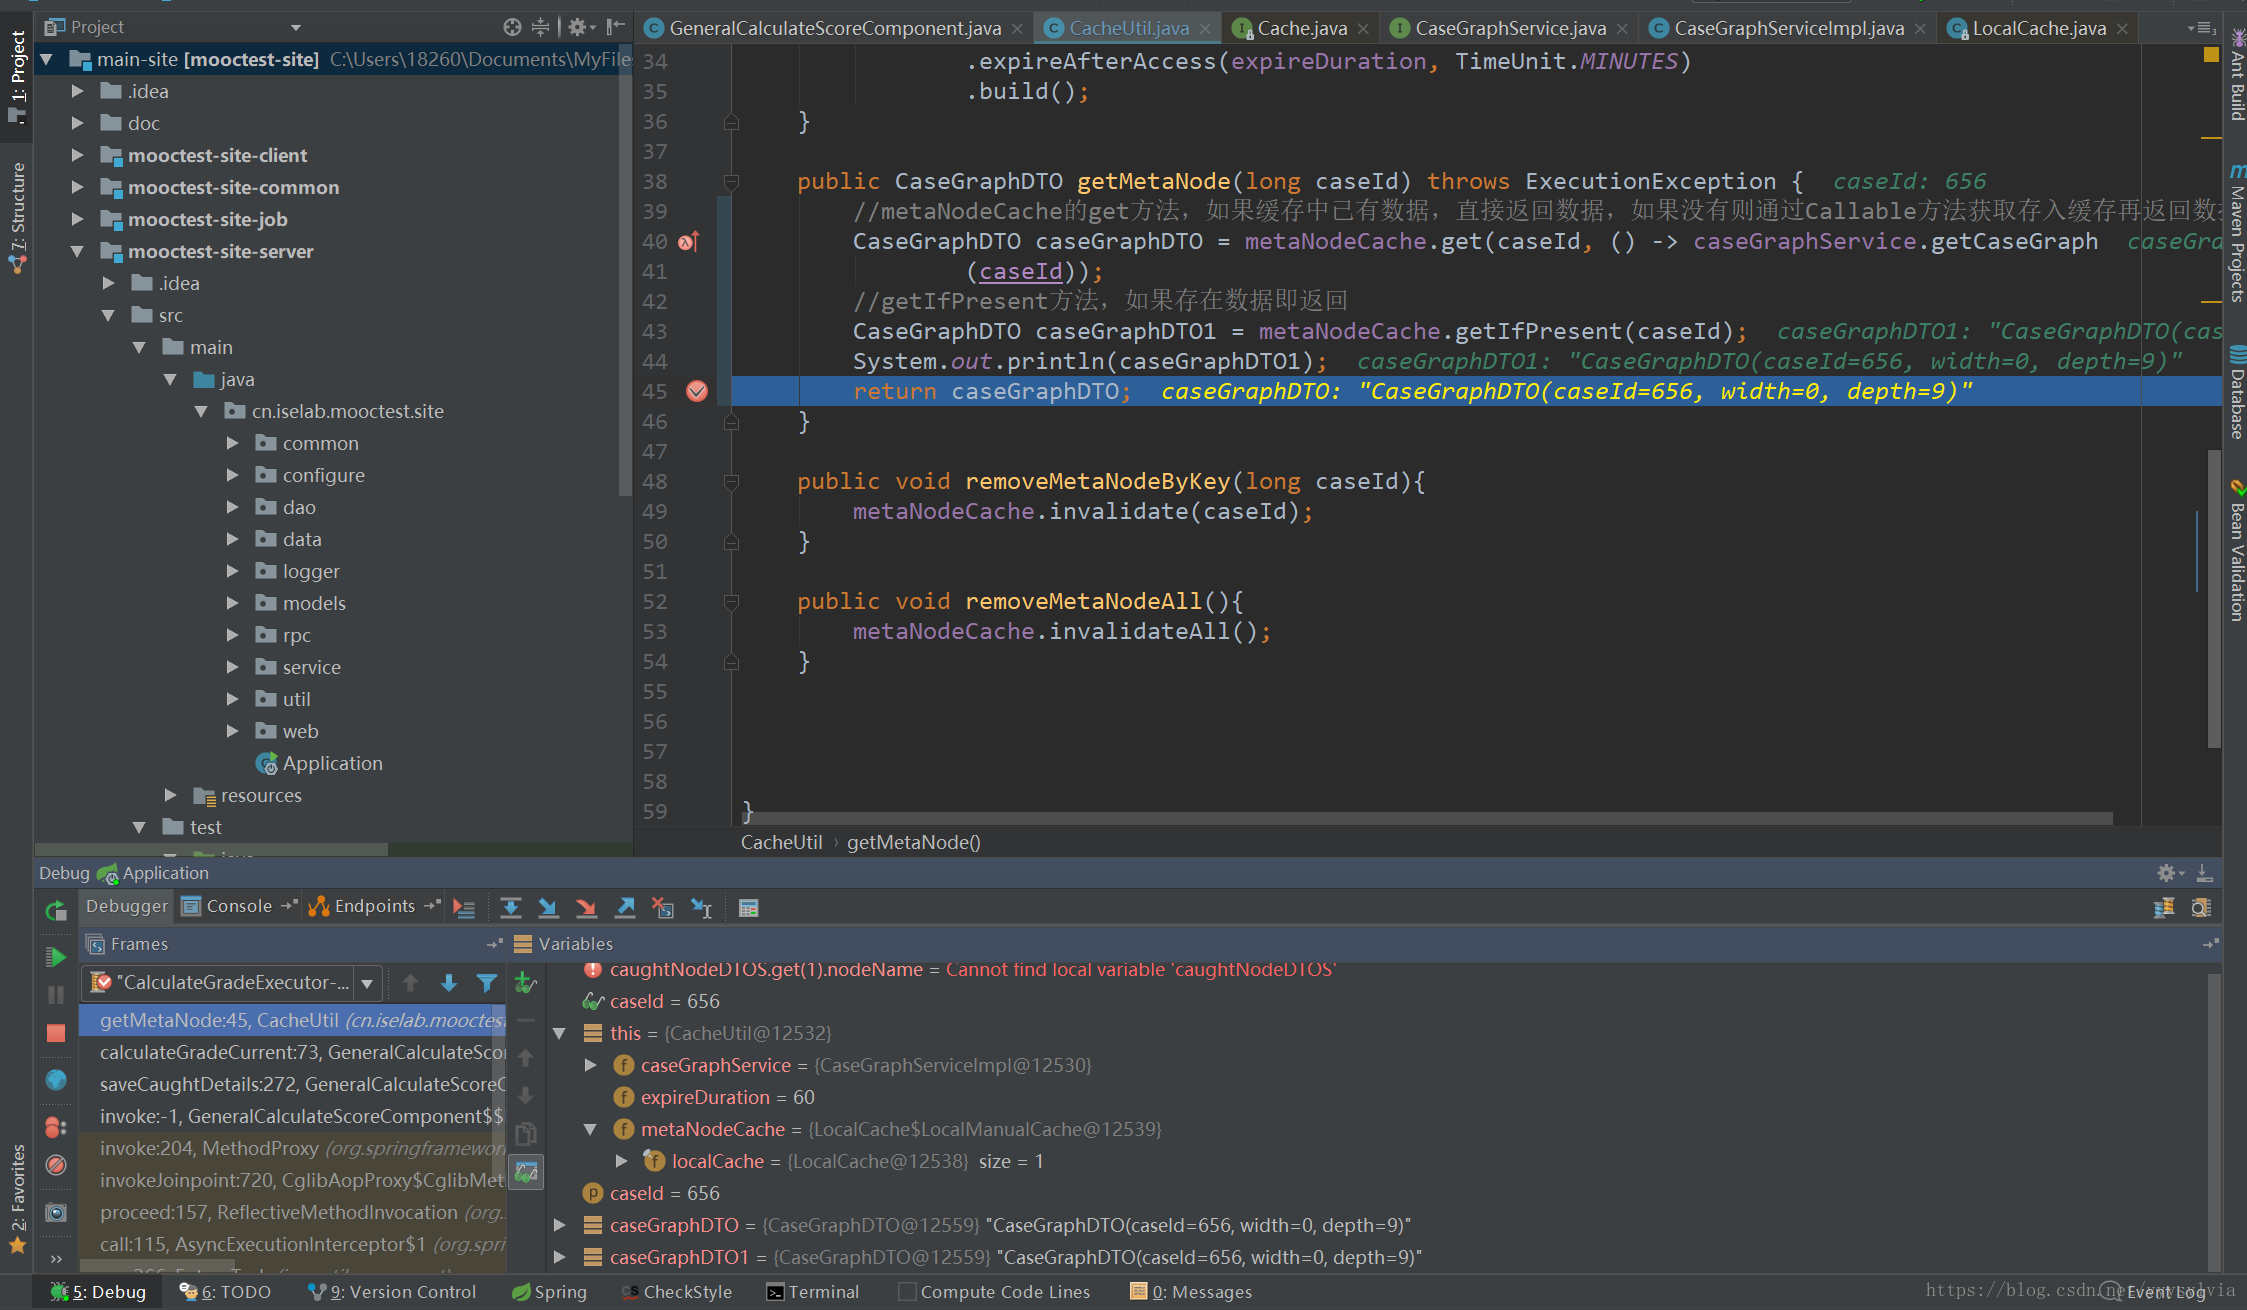 Project
GeneralCalculateScoreComponent.java
CacheUtil.java
Cache.java
CaseGraphService.java
CaseGraphServiceImpl.java
LocalCache.java
1: Project
7: Structure
2: Favorites
main-site [mooctest-site] C:\Users\18260\Documents\MyFile
.idea
doc
mooctest-site-client
mooctest-site-common
mooctest-site-job
mooctest-site-server
.idea
src
main
java
cn.iselab.mooctest.site
common
configure
dao
data
logger
models
rpc
service
util
web
Application
resources
test
34 .expireAfterAccess(expireDuration, TimeUnit.MINUTES)
35 .build();
36 }
37
38 public CaseGraphDTO getMetaNode(long caseId) throws ExecutionException { caseId: 656
39 //metaNodeCache的get方法，如果缓存中已有数据，直接返回数据，如果没有则通过Callable方法获取存入缓存再返回数
40 CaseGraphDTO caseGraphDTO = metaNodeCache.get(caseId, () -> caseGraphService.getCaseGraph caseGra
41 (caseId));
42 //getIfPresent方法，如果存在数据即返回
43 CaseGraphDTO caseGraphDTO1 = metaNodeCache.getIfPresent(caseId); caseGraphDTO1: "CaseGraphDTO(cas
44 System.out.println(caseGraphDTO1); caseGraphDTO1: "CaseGraphDTO(caseId=656, width=0, depth=9)"
45 return caseGraphDTO; caseGraphDTO: "CaseGraphDTO(caseId=656, width=0, depth=9)"
46 }
47
48 public void removeMetaNodeByKey(long caseId){
49 metaNodeCache.invalidate(caseId);
50 }
51
52 public void removeMetaNodeAll(){
53 metaNodeCache.invalidateAll();
54 }
55
56
57
58
59 }
CacheUtil › getMetaNode()
Ant Build
Maven Projects
Database
Bean Validation
Debug Application
Debugger Console Endpoints
Frames
Variables
"CalculateGradeExecutor-...
getMetaNode:45, CacheUtil (cn.iselab.mooctes
calculateGradeCurrent:73, GeneralCalculateSco
saveCaughtDetails:272, GeneralCalculateScoreC
invoke:-1, GeneralCalculateScoreComponent$$
invoke:204, MethodProxy (org.springframewor
invokeJoinpoint:720, CglibAopProxy$CglibMet
proceed:157, ReflectiveMethodInvocation (org.
call:115, AsyncExecutionInterceptor$1 (org.spri
caughtNodeDTOS.get(1).nodeName = Cannot find local variable 'caughtNodeDTOS'
caseId = 656
this = {CacheUtil@12532}
caseGraphService = {CaseGraphServiceImpl@12530}
expireDuration = 60
metaNodeCache = {LocalCache$LocalManualCache@12539}
localCache = {LocalCache@12538} size = 1
caseId = 656
caseGraphDTO = {CaseGraphDTO@12559} "CaseGraphDTO(caseId=656, width=0, depth=9)"
caseGraphDTO1 = {CaseGraphDTO@12559} "CaseGraphDTO(caseId=656, width=0, depth=9)"
5: Debug
6: TODO
9: Version Control
Spring
CheckStyle
Terminal
Compute Code Lines
0: Messages
Event Log